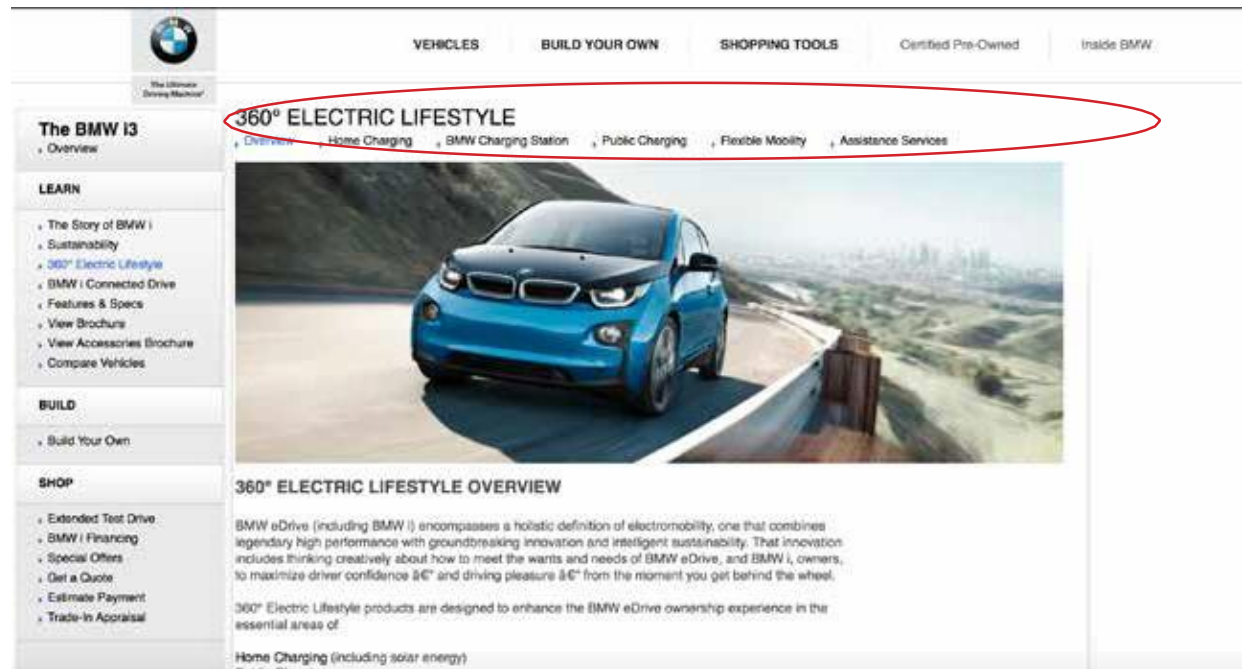 BMW
The Ultimate
Driving Machine®
VEHICLES
BUILD YOUR OWN
SHOPPING TOOLS
Certified Pre-Owned
Inside BMW
The BMW i3
Overview
LEARN
The Story of BMW i
Sustainability
360° Electric Lifestyle
BMW i Connected Drive
Features & Specs
View Brochure
View Accessories Brochure
Compare Vehicles
BUILD
Build Your Own
SHOP
Extended Test Drive
BMW i Financing
Special Offers
Get a Quote
Estimate Payment
Trade-In Appraisal
360° ELECTRIC LIFESTYLE
Overview
Home Charging
BMW Charging Station
Public Charging
Flexible Mobility
Assistance Services
360° ELECTRIC LIFESTYLE OVERVIEW
BMW eDrive (including BMW i) encompasses a holistic definition of electromobility, one that combines
legendary high performance with groundbreaking innovation and intelligent sustainability. That innovation
includes thinking creatively about how to meet the wants and needs of BMW eDrive, and BMW i, owners,
to maximize driver confidence â€“ and driving pleasure â€“ from the moment you get behind the wheel.
360° Electric Lifestyle products are designed to enhance the BMW eDrive ownership experience in the
essential areas of
Home Charging (including solar energy)